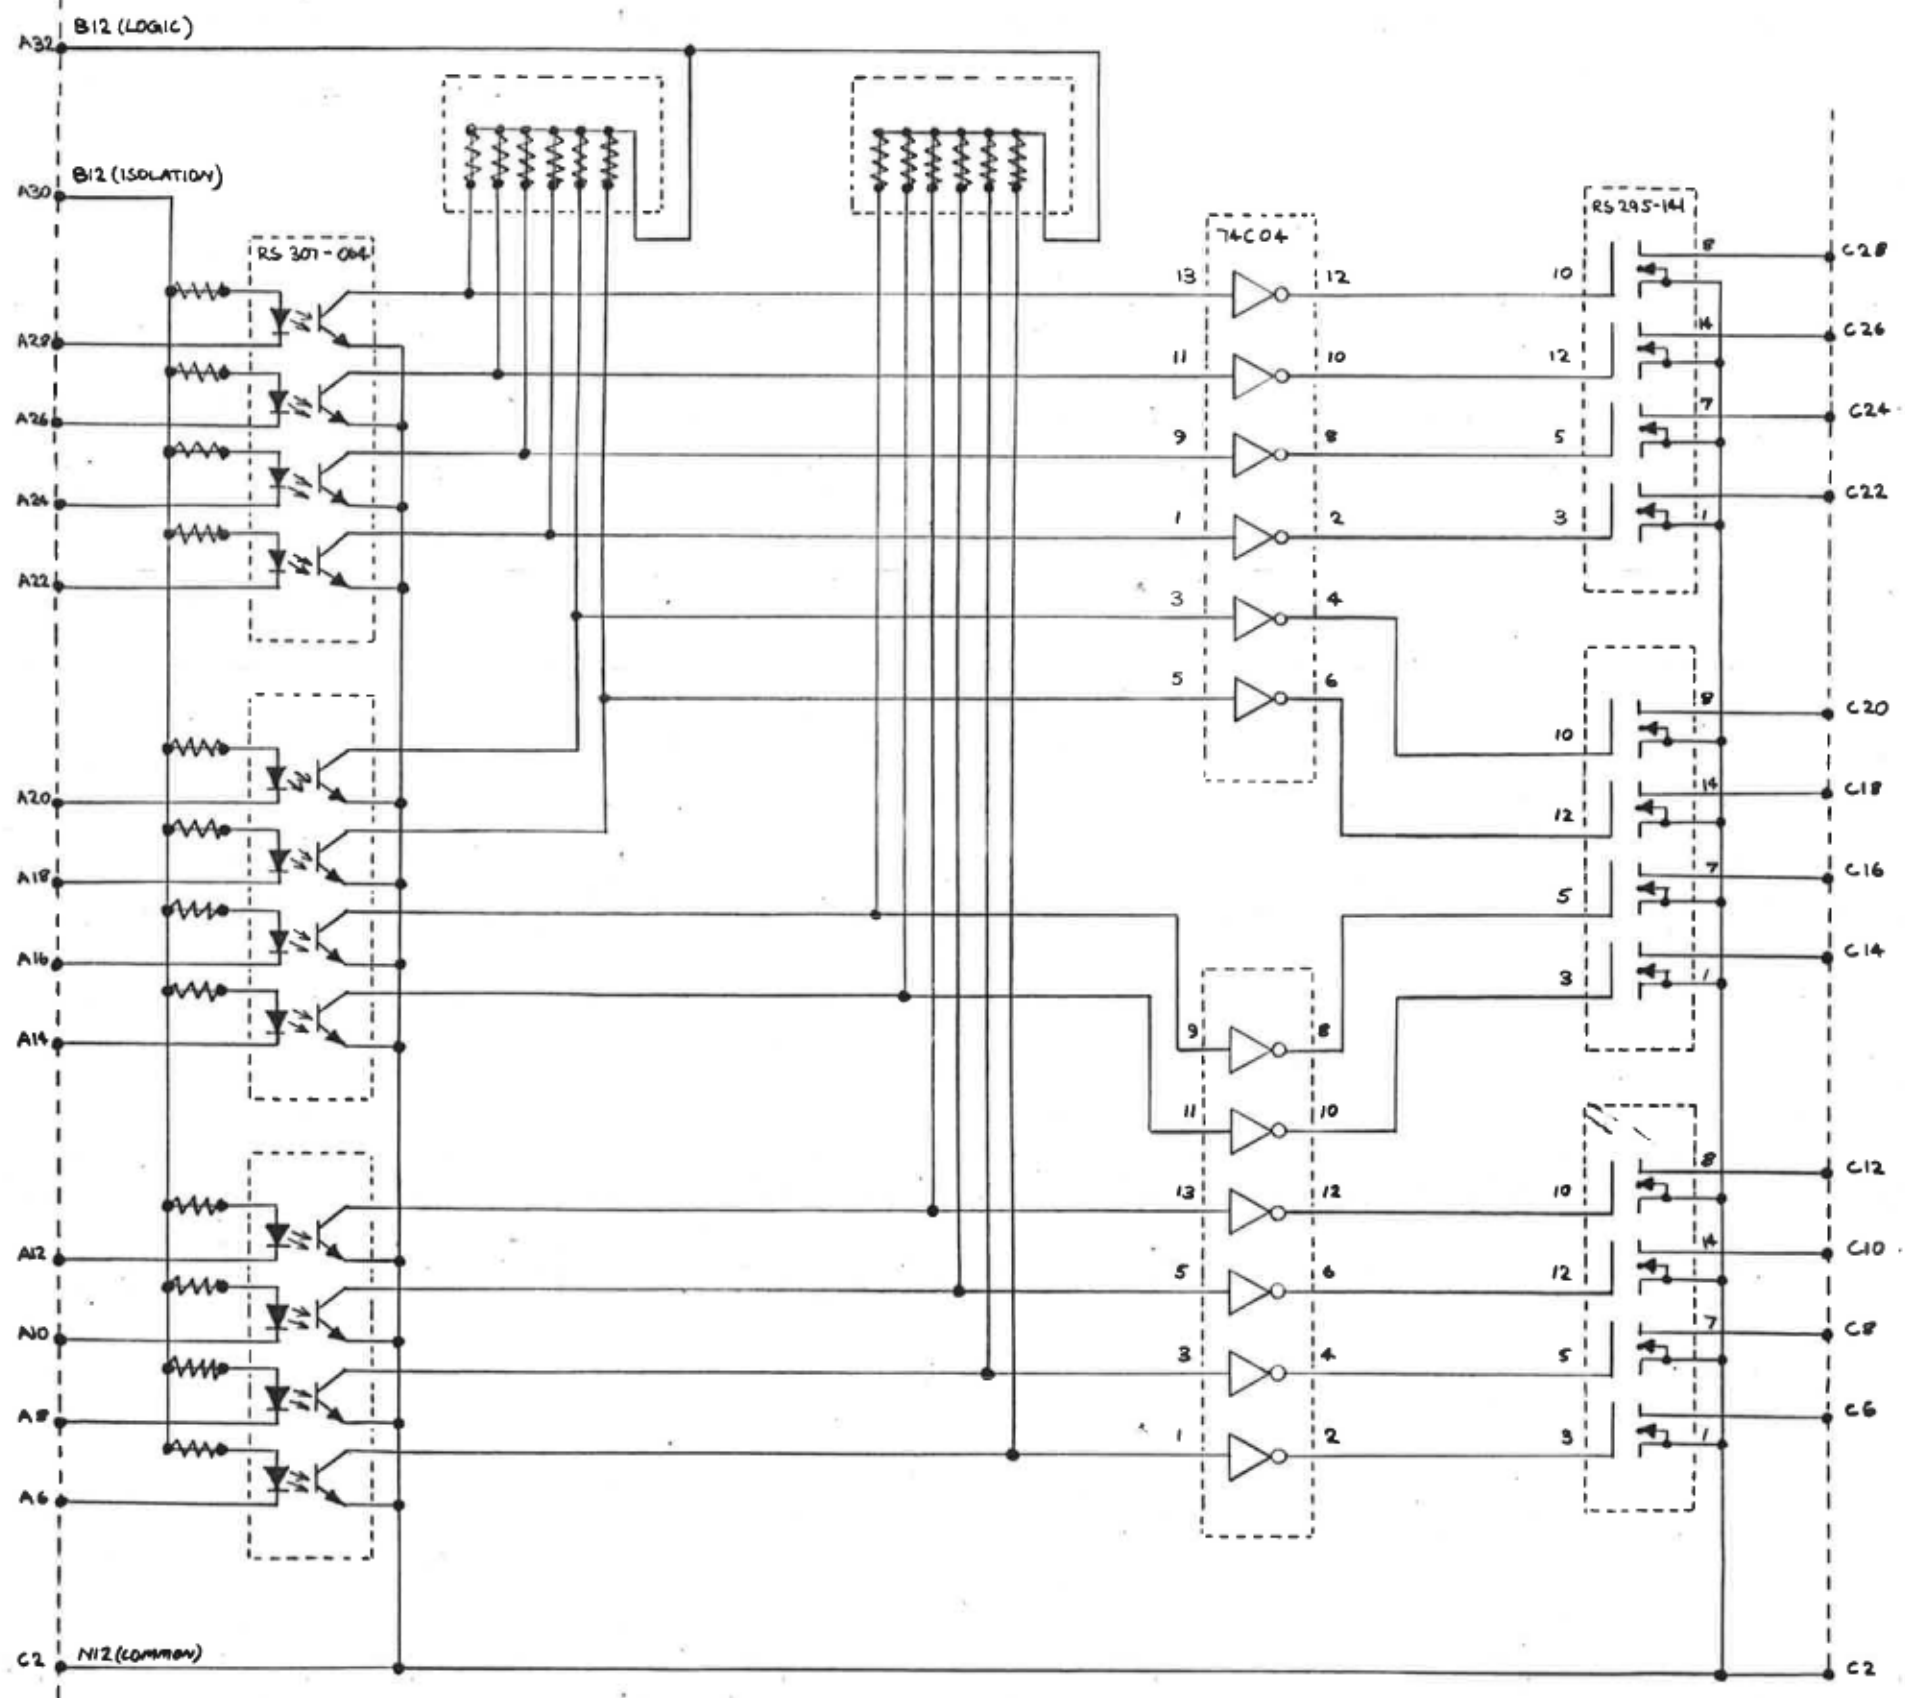 B12 (LOGIC)
A32
B12 (ISOLATION)
A30
RS 307-064
74C04
RS 295-141
13 12 10 8 C28
A28
11 10 12 14 C26
A26
9 8 5 7 C24
A24
1 2 3 1 C22
A22
3 4
5 6
10 8 C20
A20
12 14 C18
A18
5 7 C16
A16
3 1 C14
A14
9 8
11 10
13 12 10 8 C12
A12
5 6 12 14 C10
A10
3 4 5 7 C8
A8
1 2 3 1 C6
A6
C2 N12 (COMMON) C2